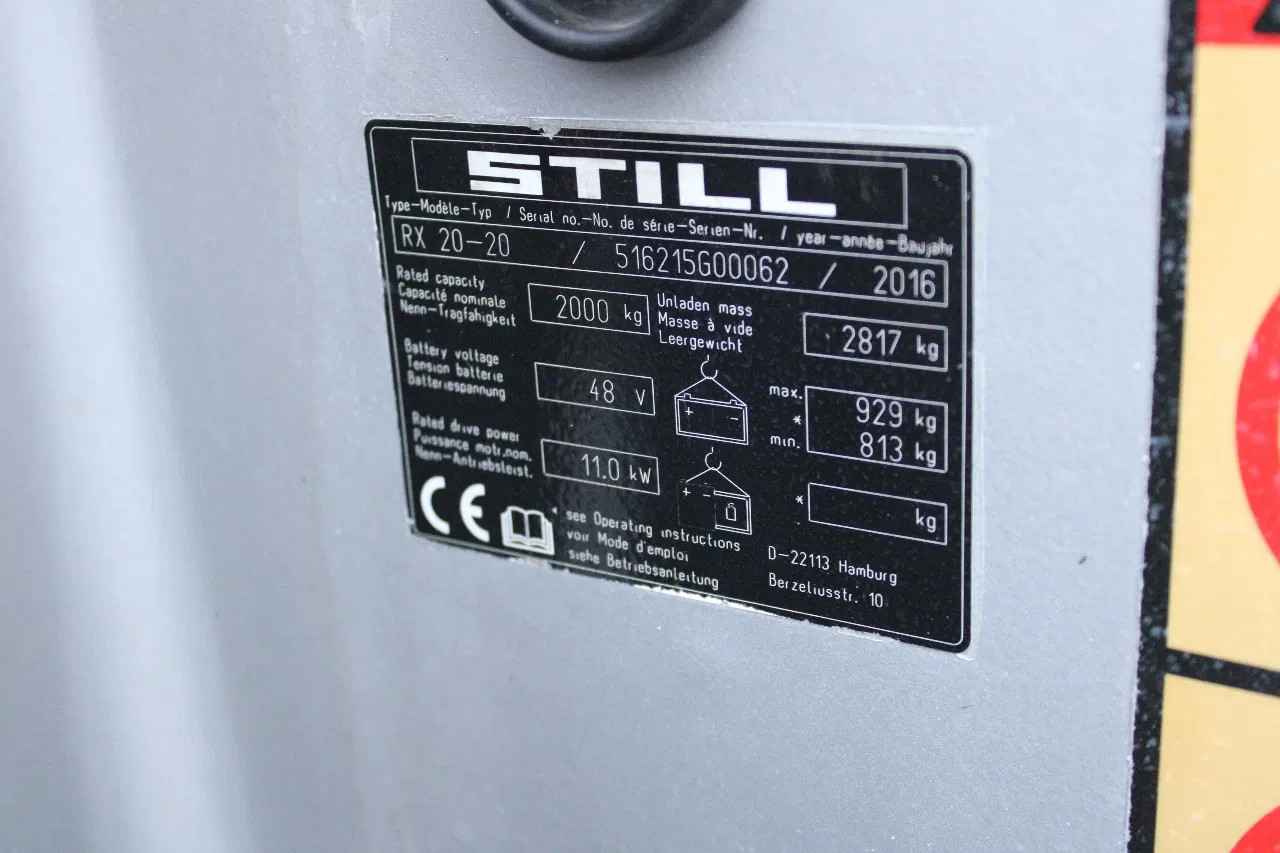 STILL
Type-Modèle-Typ / Serial no.-No. de série-Serien-Nr. / year-année-Baujahr
RX 20-20 / 516215G00062 / 2016
Rated capacity
Capacité nominale
Nenn-Tragfähigkeit
2000 kg
Unladen mass
Masse à vide
Leergewicht
2817 kg
Battery voltage
Tension batterie
Batteriespannung
48 V
+ -
max. 929 kg
*
min. 813 kg
Rated drive power
Puissance motr.nom.
Nenn-Antriebsleist.
11.0 kW
+ -
* kg
CE
* see Operating instructions
voir Mode d'emploi
siehe Betriebsanleitung
D-22113 Hamburg
Berzeliusstr. 10